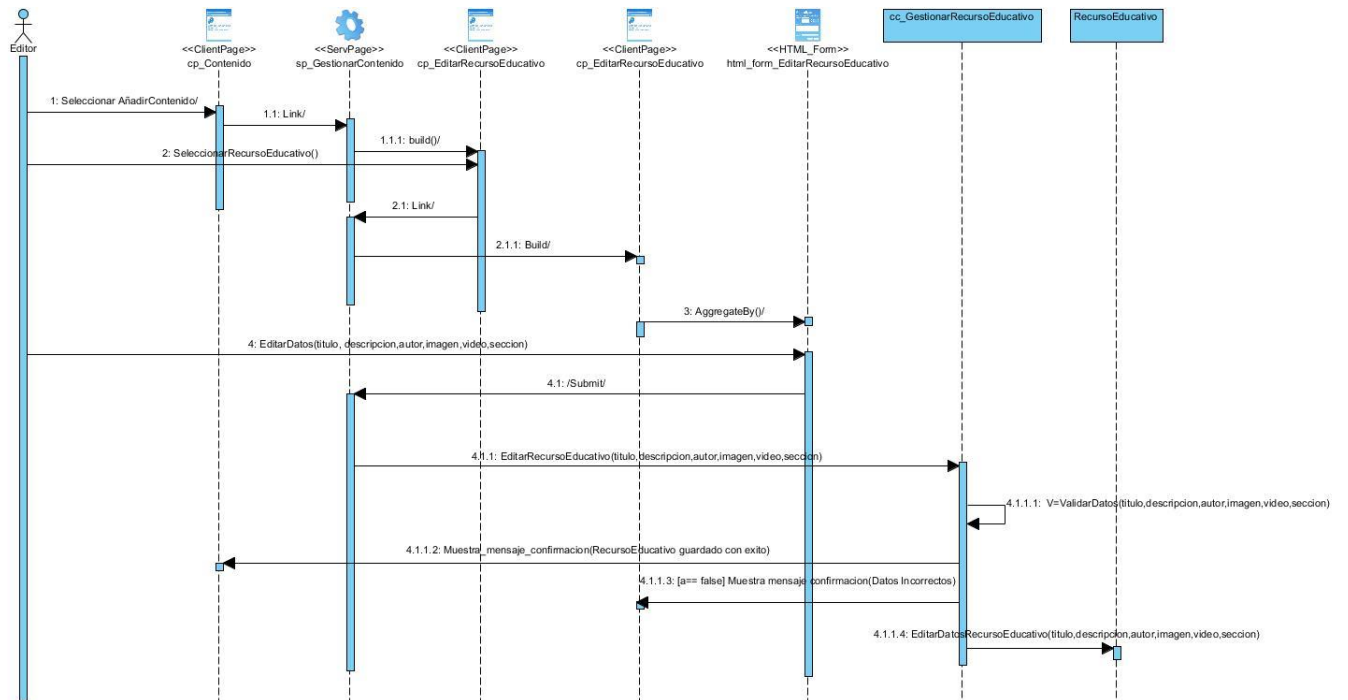 Editor
<<ClientPage>>
cp_Contenido
<<ServPage>>
sp_GestionarContenido
<<ClientPage>>
cp_EditarRecursoEducativo
<<ClientPage>>
cp_EditarRecursoEducativo
<<HTML_Form>>
html_form_EditarRecursoEducativo
cc_GestionarRecursoEducativo
RecursoEducativo
1: Seleccionar AñadirContenido/
1.1: Link/
1.1.1: build()/
2: SeleccionarRecursoEducativo()
2.1: Link/
2.1.1: Build/
3: AggregateBy()/
4: EditarDatos(titulo, descripcion,autor,imagen,video,seccion)
4.1: /Submit/
4.1.1: EditarRecursoEducativo(titulo,descripcion,autor,imagen,video,seccion)
4.1.1.1: V=ValidarDatos(titulo,descripcion,autor,imagen,video,seccion)
4.1.1.2: Muestra_mensaje_confirmacion(RecursoEducativo guardado con exito)
4.1.1.3: [a== false] Muestra mensaje confirmacion(Datos Incorrectos)
4.1.1.4: EditarDatosRecursoEducativo(titulo,descripcion,autor,imagen,video,seccion)